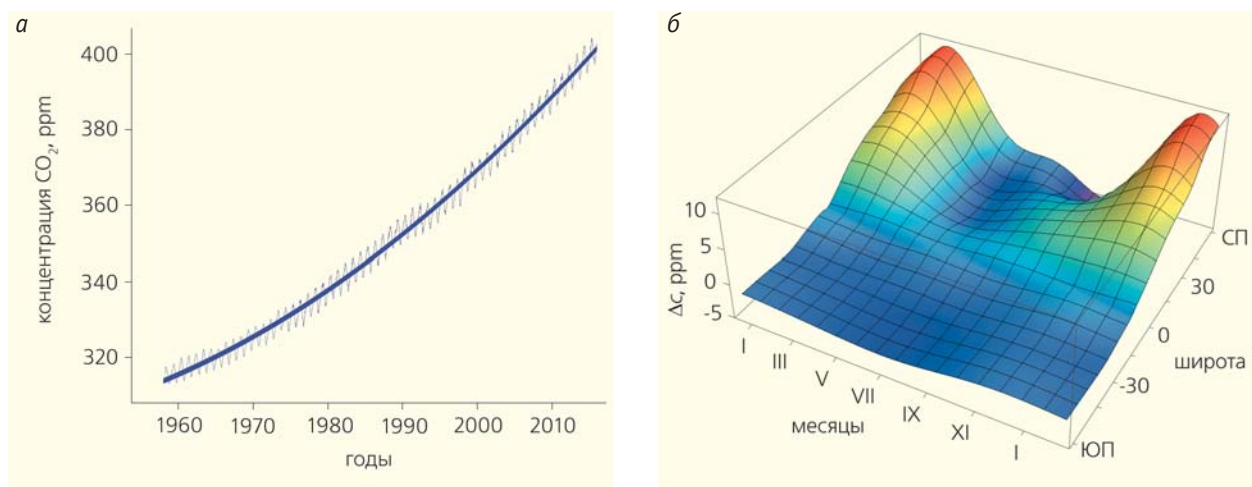 а
концентрация CO₂, ppm
400
380
360
340
320
1960 1970 1980 1990 2000 2010
годы
б
Δc, ppm
10
5
0
-5
I
III
V
VII
IX
XI
I
месяцы
СП
30
0
-30
ЮП
широта